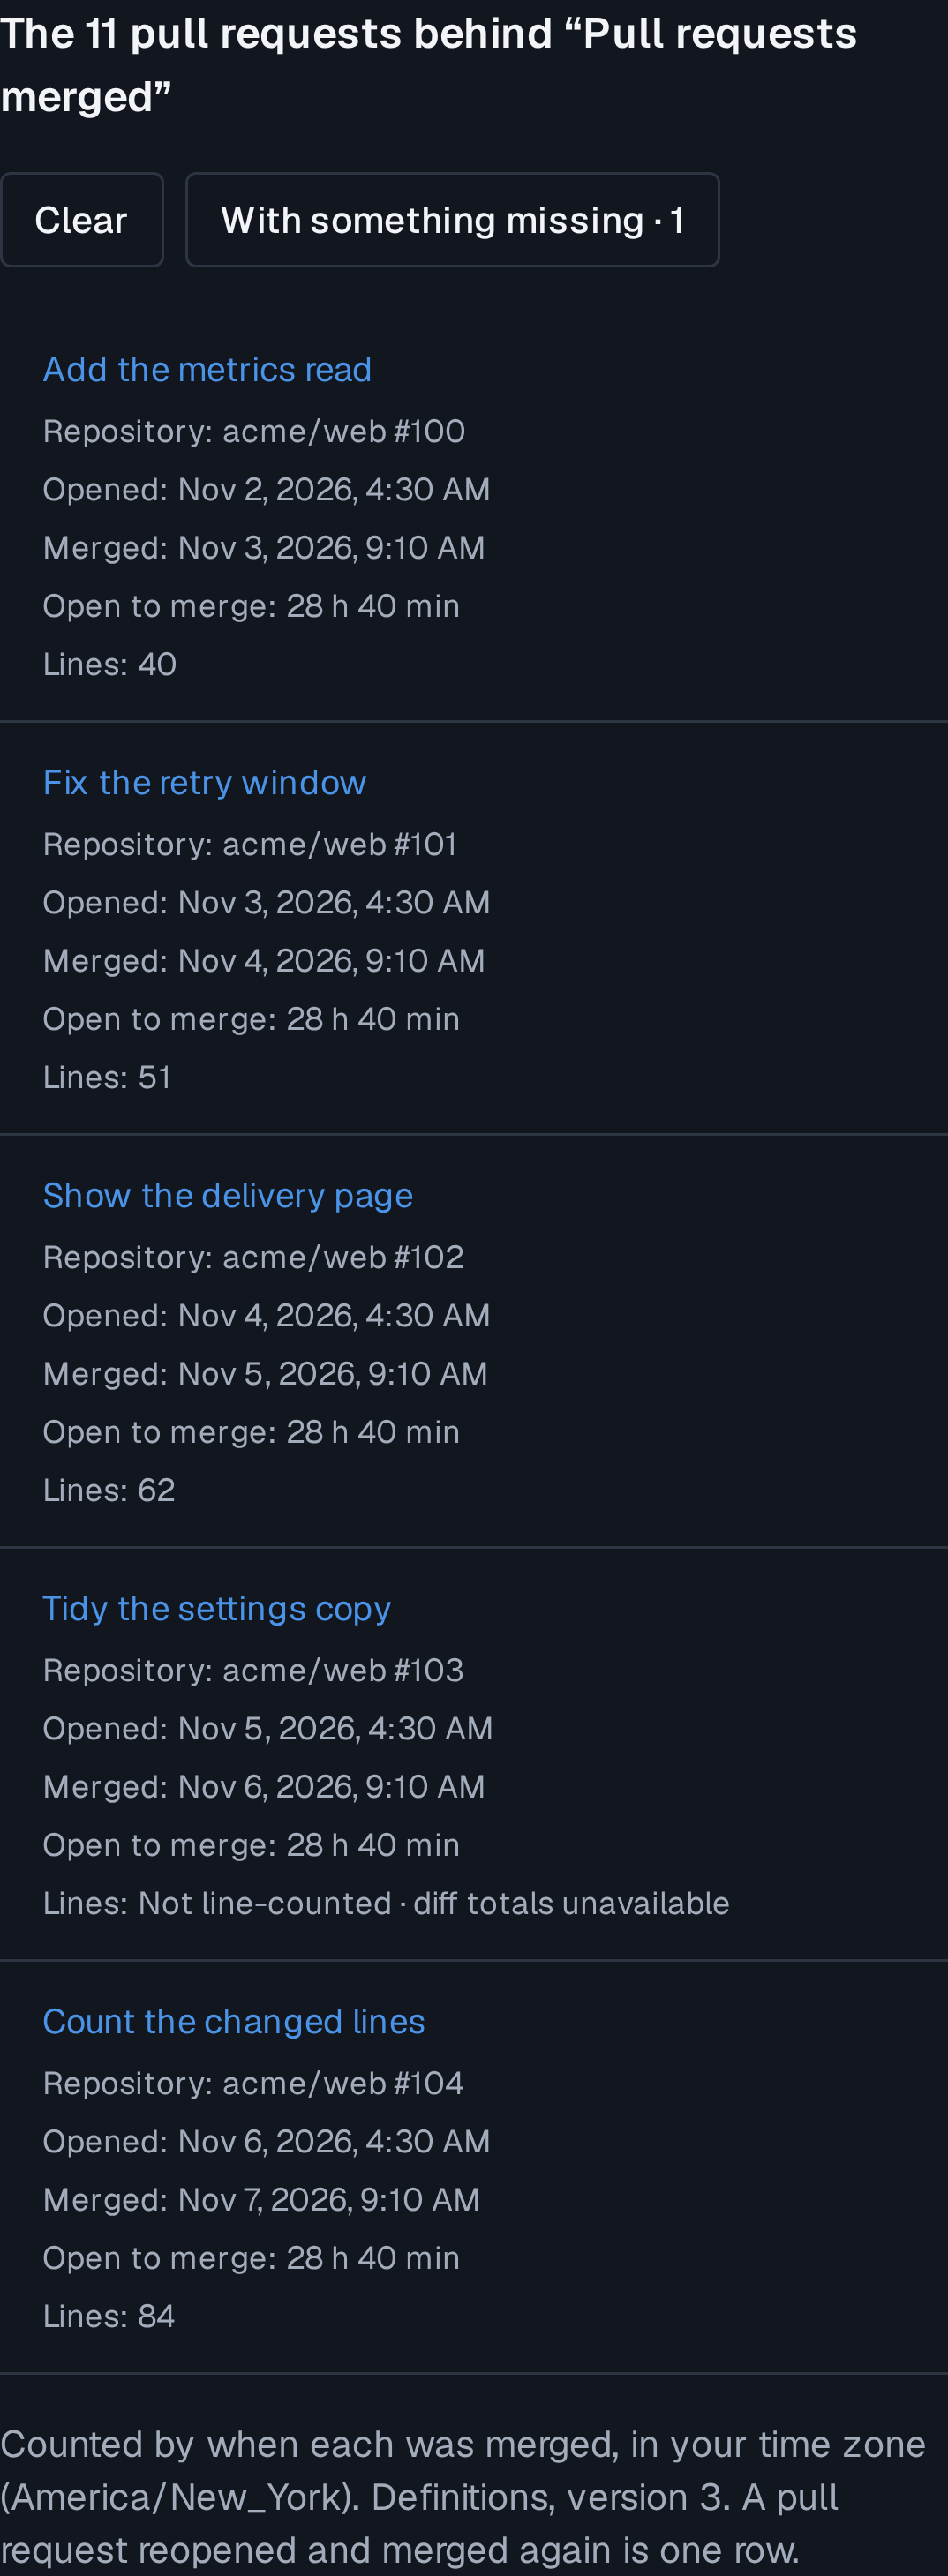 The 11 pull requests behind “Pull requests
merged”
Clear
With something missing · 1
Add the metrics read
Repository: acme/web #100
Opened: Nov 2, 2026, 4:30 AM
Merged: Nov 3, 2026, 9:10 AM
Open to merge: 28 h 40 min
Lines: 40
Fix the retry window
Repository: acme/web #101
Opened: Nov 3, 2026, 4:30 AM
Merged: Nov 4, 2026, 9:10 AM
Open to merge: 28 h 40 min
Lines: 51
Show the delivery page
Repository: acme/web #102
Opened: Nov 4, 2026, 4:30 AM
Merged: Nov 5, 2026, 9:10 AM
Open to merge: 28 h 40 min
Lines: 62
Tidy the settings copy
Repository: acme/web #103
Opened: Nov 5, 2026, 4:30 AM
Merged: Nov 6, 2026, 9:10 AM
Open to merge: 28 h 40 min
Lines: Not line-counted · diff totals unavailable
Count the changed lines
Repository: acme/web #104
Opened: Nov 6, 2026, 4:30 AM
Merged: Nov 7, 2026, 9:10 AM
Open to merge: 28 h 40 min
Lines: 84
Counted by when each was merged, in your time zone
(America/New_York). Definitions, version 3. A pull
request reopened and merged again is one row.